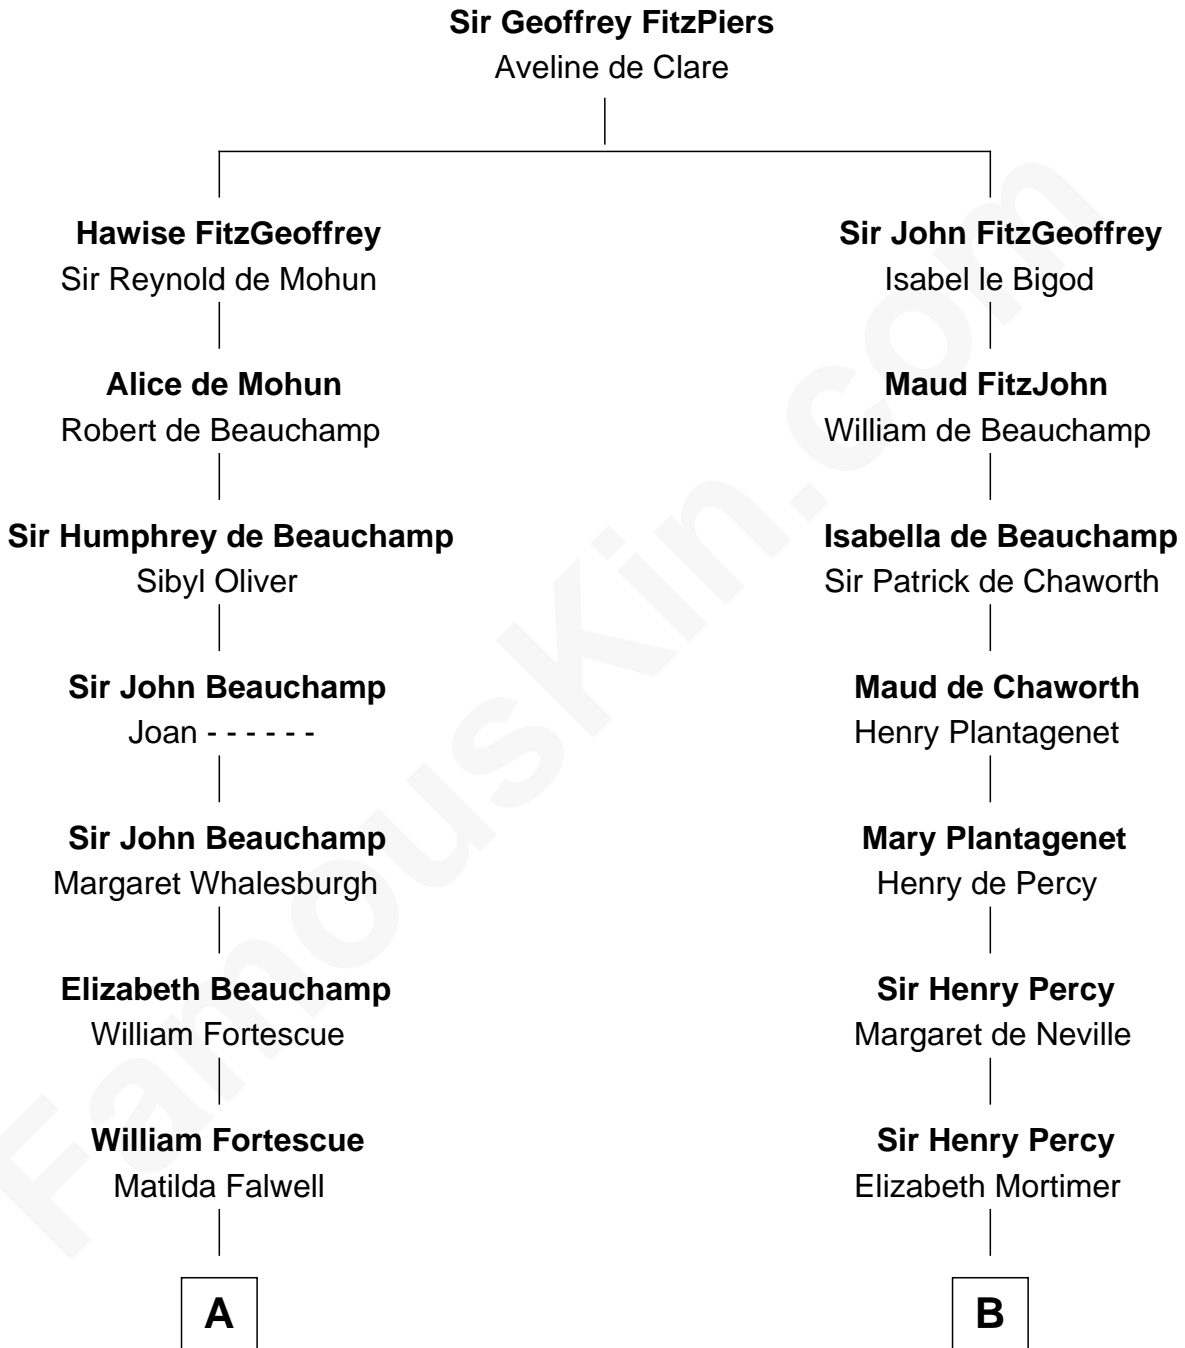 Sir Geoffrey FitzPiers
Aveline de Clare
Hawise FitzGeoffrey
Sir Reynold de Mohun
Sir John FitzGeoffrey
Isabel le Bigod
Alice de Mohun
Robert de Beauchamp
Maud FitzJohn
William de Beauchamp
Sir Humphrey de Beauchamp
Sibyl Oliver
Isabella de Beauchamp
Sir Patrick de Chaworth
Sir John Beauchamp
Joan - - - - - -
Maud de Chaworth
Henry Plantagenet
Sir John Beauchamp
Margaret Whalesburgh
Mary Plantagenet
Henry de Percy
Elizabeth Beauchamp
William Fortescue
Sir Henry Percy
Margaret de Neville
William Fortescue
Matilda Falwell
Sir Henry Percy
Elizabeth Mortimer
A
B
FamousKin.com